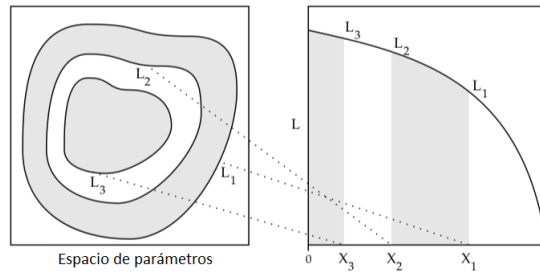 L₂
L₃
L₁
Espacio de parámetros
L₃
L₂
L₁
L
0
X₃
X₂
X₁